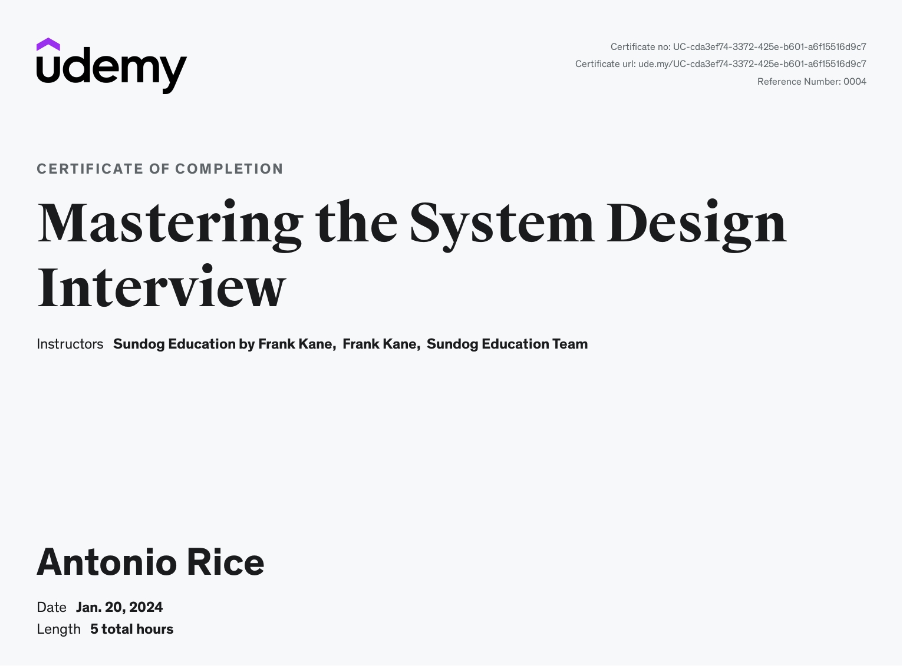 udemy
Certificate no: UC-cda3ef74-3372-425e-b601-a6f15516d9c7
Certificate url: ude.my/UC-cda3ef74-3372-425e-b601-a6f15516d9c7
Reference Number: 0004
CERTIFICATE OF COMPLETION
Mastering the System Design
Interview
Instructors Sundog Education by Frank Kane, Frank Kane, Sundog Education Team
Antonio Rice
Date Jan. 20, 2024
Length 5 total hours